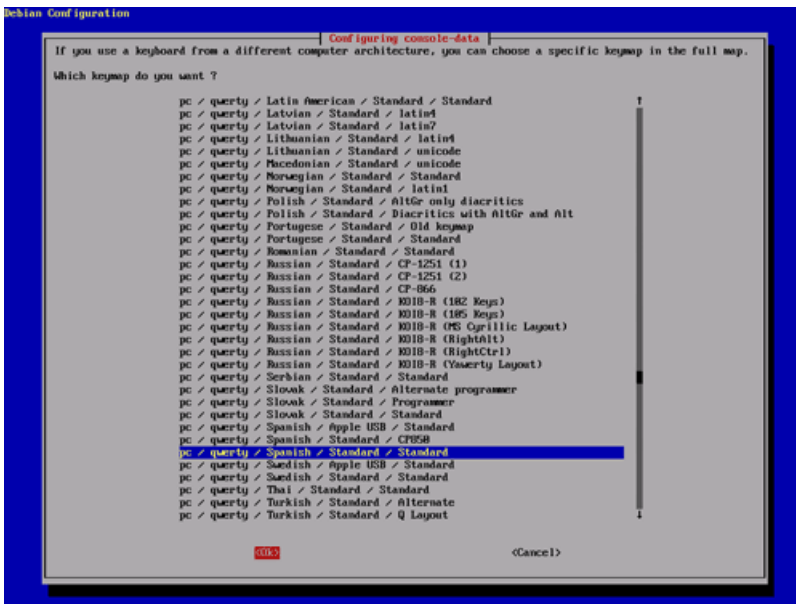 Debian Configuration
Configuring console-data
If you use a keyboard from a different computer architecture, you can choose a specific keymap in the full map.
Which keymap do you want ?
pc / qwerty / Latin American / Standard / Standard
pc / qwerty / Latvian / Standard / latin4
pc / qwerty / Latvian / Standard / latin7
pc / qwerty / Lithuanian / Standard / latin4
pc / qwerty / Lithuanian / Standard / unicode
pc / qwerty / Macedonian / Standard / unicode
pc / qwerty / Norwegian / Standard / Standard
pc / qwerty / Norwegian / Standard / latin1
pc / qwerty / Polish / Standard / AltGr only diacritics
pc / qwerty / Polish / Standard / Diacritics with AltGr and Alt
pc / qwerty / Portugese / Standard / Old keymap
pc / qwerty / Portugese / Standard / Standard
pc / qwerty / Romanian / Standard / Standard
pc / qwerty / Russian / Standard / CP-1251 (1)
pc / qwerty / Russian / Standard / CP-1251 (2)
pc / qwerty / Russian / Standard / CP-866
pc / qwerty / Russian / Standard / KOI8-R (102 Keys)
pc / qwerty / Russian / Standard / KOI8-R (105 Keys)
pc / qwerty / Russian / Standard / KOI8-R (MS Cyrillic Layout)
pc / qwerty / Russian / Standard / KOI8-R (RightAlt)
pc / qwerty / Russian / Standard / KOI8-R (RightCtrl)
pc / qwerty / Russian / Standard / KOI8-R (Yawerty Layout)
pc / qwerty / Serbian / Standard / Standard
pc / qwerty / Slovak / Standard / Alternate programmer
pc / qwerty / Slovak / Standard / Programmer
pc / qwerty / Slovak / Standard / Standard
pc / qwerty / Spanish / Apple USB / Standard
pc / qwerty / Spanish / Standard / CP850
pc / qwerty / Spanish / Standard / Standard
pc / qwerty / Swedish / Apple USB / Standard
pc / qwerty / Swedish / Standard / Standard
pc / qwerty / Thai / Standard / Standard
pc / qwerty / Turkish / Standard / Alternate
pc / qwerty / Turkish / Standard / Q Layout
<Ok> <Cancel>